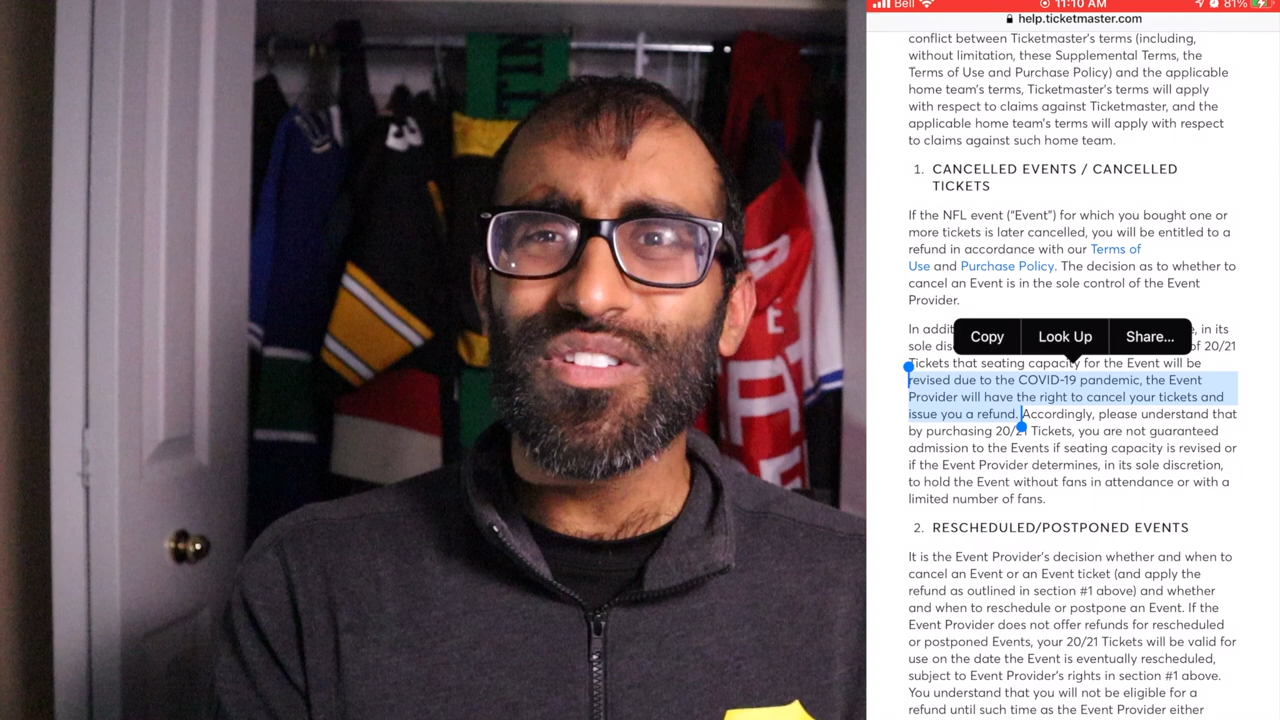 Bell
11:10 AM
81%
help.ticketmaster.com
conflict between Ticketmaster's terms (including,
without limitation, these Supplemental Terms, the
Terms of Use and Purchase Policy) and the applicable
home team's terms, Ticketmaster's terms will apply
with respect to claims against Ticketmaster, and the
applicable home team's terms will apply with respect
to claims against such home team.
1. CANCELLED EVENTS / CANCELLED
TICKETS
If the NFL event ("Event") for which you bought one or
more tickets is later cancelled, you will be entitled to a
refund in accordance with our Terms of
Use and Purchase Policy. The decision as to whether to
cancel an Event is in the sole control of the Event
Provider.
In addit
, in its
Copy
Look Up
Share...
sole dis
of 20/21
Tickets that seating capacity for the Event will be
revised due to the COVID-19 pandemic, the Event
Provider will have the right to cancel your tickets and
issue you a refund. Accordingly, please understand that
by purchasing 20/21 Tickets, you are not guaranteed
admission to the Events if seating capacity is revised or
if the Event Provider determines, in its sole discretion,
to hold the Event without fans in attendance or with a
limited number of fans.
2. RESCHEDULED/POSTPONED EVENTS
It is the Event Provider's decision whether and when to
cancel an Event or an Event ticket (and apply the
refund as outlined in section #1 above) and whether
and when to reschedule or postpone an Event. If the
Event Provider does not offer refunds for rescheduled
or postponed Events, your 20/21 Tickets will be valid for
use on the date the Event is eventually rescheduled,
subject to Event Provider's rights in section #1 above.
You understand that you will not be eligible for a
refund until such time as the Event Provider either